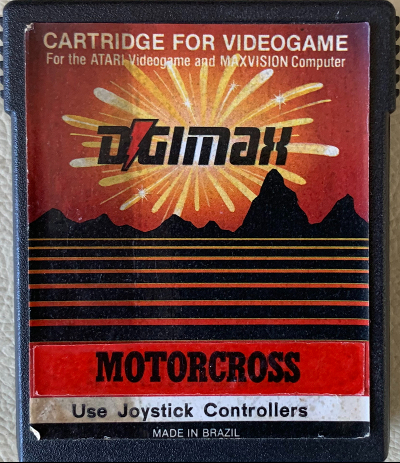 CARTRIDGE FOR VIDEOGAME
For the ATARI Videogame and MAXVISION Computer
DIGIMAX
MOTORCROSS
Use Joystick Controllers
MADE IN BRAZIL